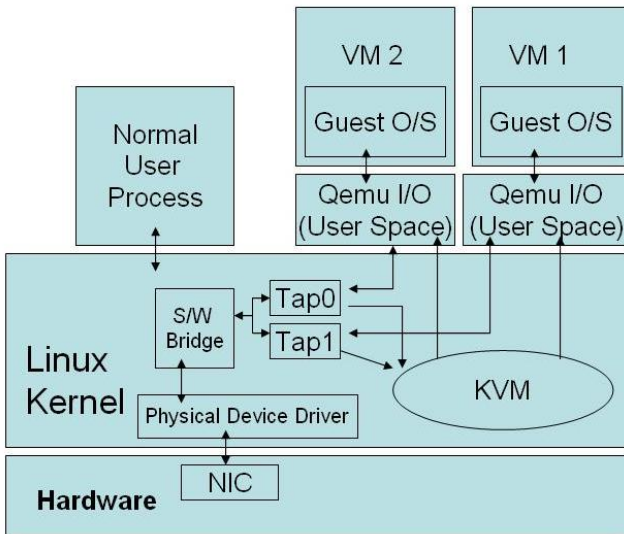 VM 2
VM 1
Guest O/S
Guest O/S
Normal
User
Process
Qemu I/O
(User Space)
Qemu I/O
(User Space)
Linux
Kernel
S/W
Bridge
Tap0
Tap1
KVM
Physical Device Driver
NIC
Hardware